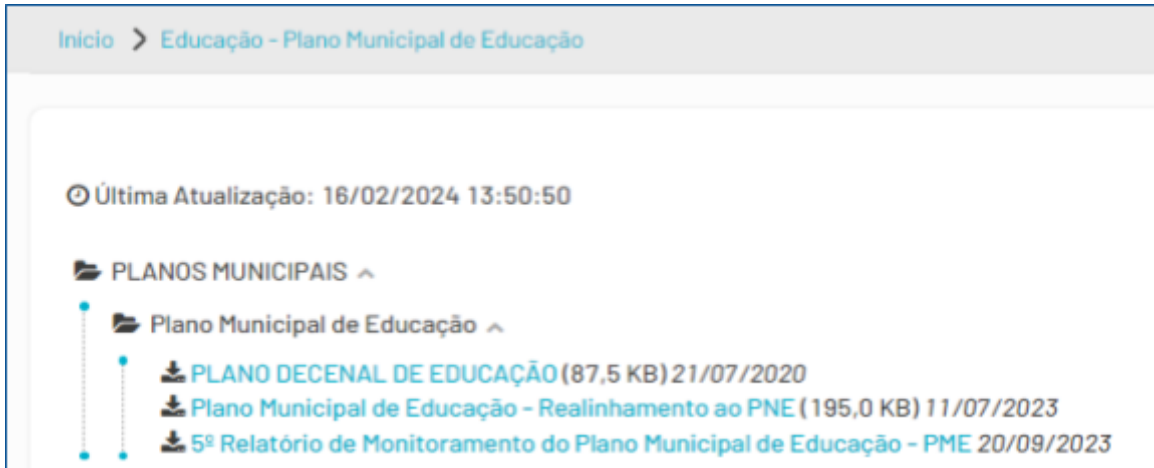 Início > Educação - Plano Municipal de Educação
Última Atualização: 16/02/2024 13:50:50
PLANOS MUNICIPAIS
Plano Municipal de Educação
PLANO DECENAL DE EDUCAÇÃO (87,5 KB) 21/07/2020
Plano Municipal de Educação - Realinhamento ao PNE (195,0 KB) 11/07/2023
5º Relatório de Monitoramento do Plano Municipal de Educação - PME 20/09/2023